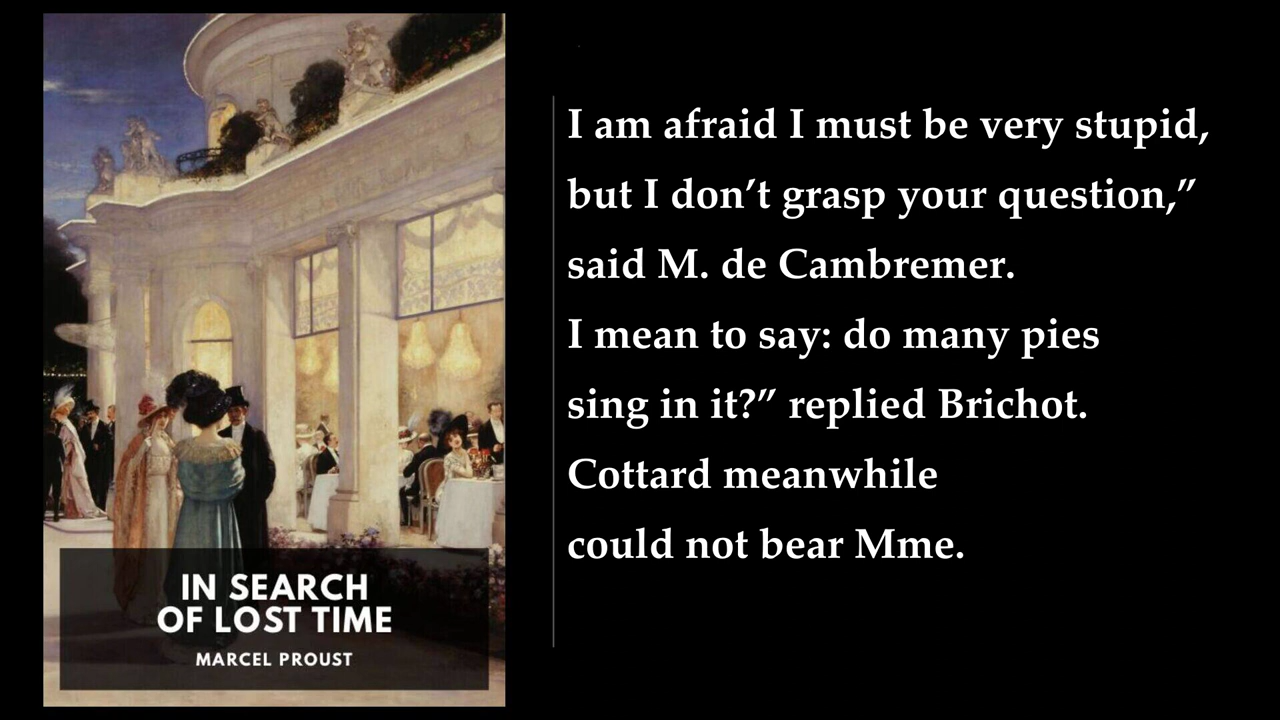 IN SEARCH
OF LOST TIME
MARCEL PROUST
I am afraid I must be very stupid,
but I don’t grasp your question,”
said M. de Cambremer.
I mean to say: do many pies
sing in it?” replied Brichot.
Cottard meanwhile
could not bear Mme.